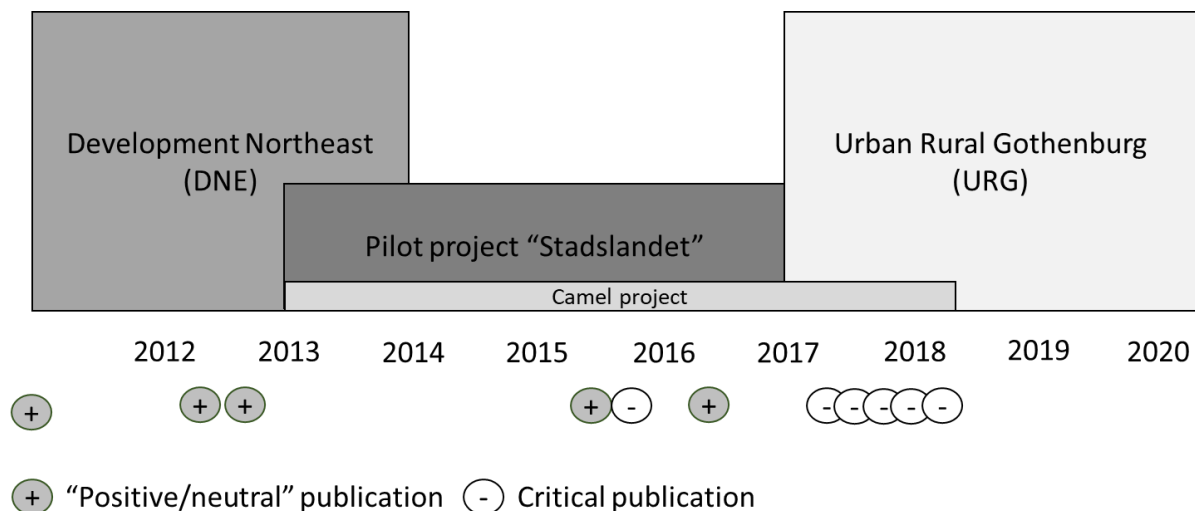 Development Northeast
(DNE)
Urban Rural Gothenburg
(URG)
Pilot project “Stadslandet”
Camel project
2012 2013 2014 2015 2016 2017 2018 2019 2020
+ + + + - + - - - - -
+ “Positive/neutral” publication - Critical publication